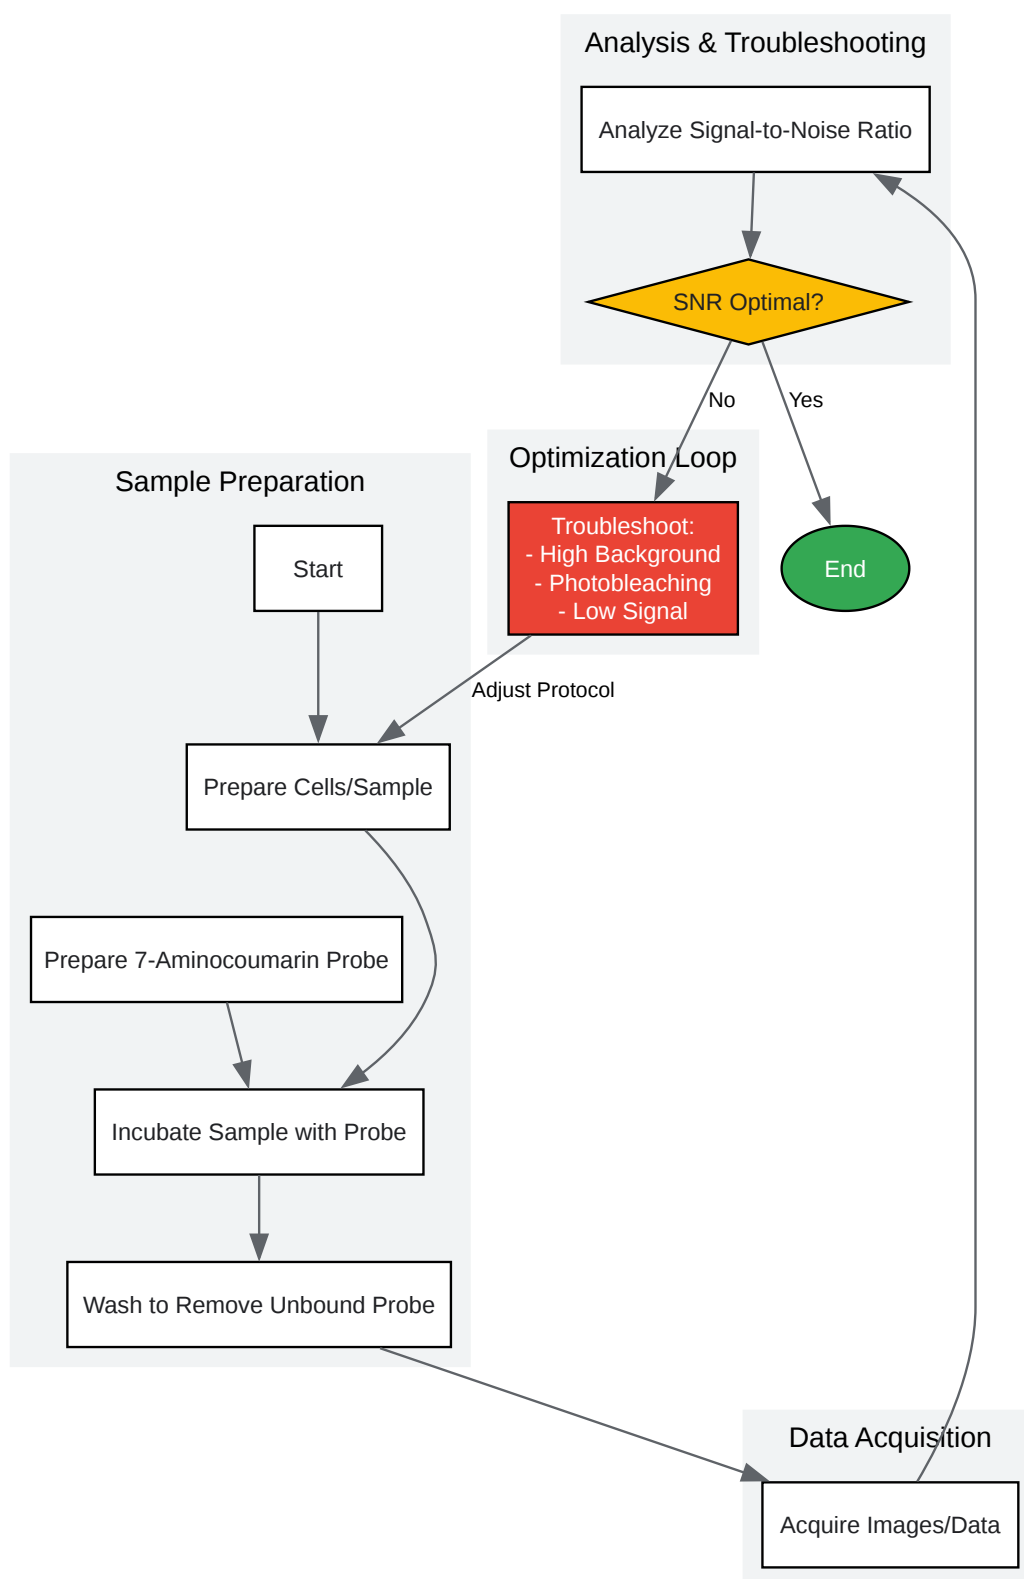 Analysis & Troubleshooting
Analyze Signal-to-Noise Ratio
SNR Optimal?
No
Yes
Optimization Loop
Troubleshoot:
- High Background
- Photobleaching
- Low Signal
End
Adjust Protocol
Sample Preparation
Start
Prepare Cells/Sample
Prepare 7-Aminocoumarin Probe
Incubate Sample with Probe
Wash to Remove Unbound Probe
Data Acquisition
Acquire Images/Data